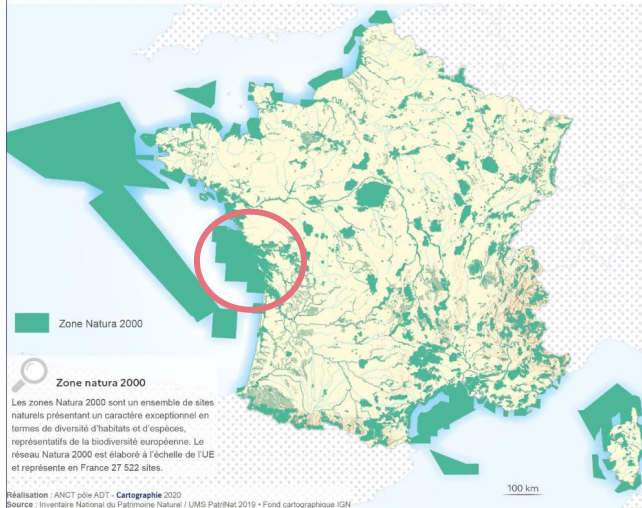 Zone Natura 2000
Zone natura 2000
Les zones Natura 2000 sont un ensemble de sites
naturels présentant un caractère exceptionnel en
termes de diversité d'habitats et d'espèces,
représentatifs de la biodiversité européenne. Le
réseau Natura 2000 est élaboré à l'échelle de l'UE
et représente en France 27 522 sites.
100 km
Réalisation : ANCT pôle ADT - Cartographie 2020
Source : Inventaire National du Patrimoine Naturel / UMS PatriNat 2019 • Fond cartographique IGN